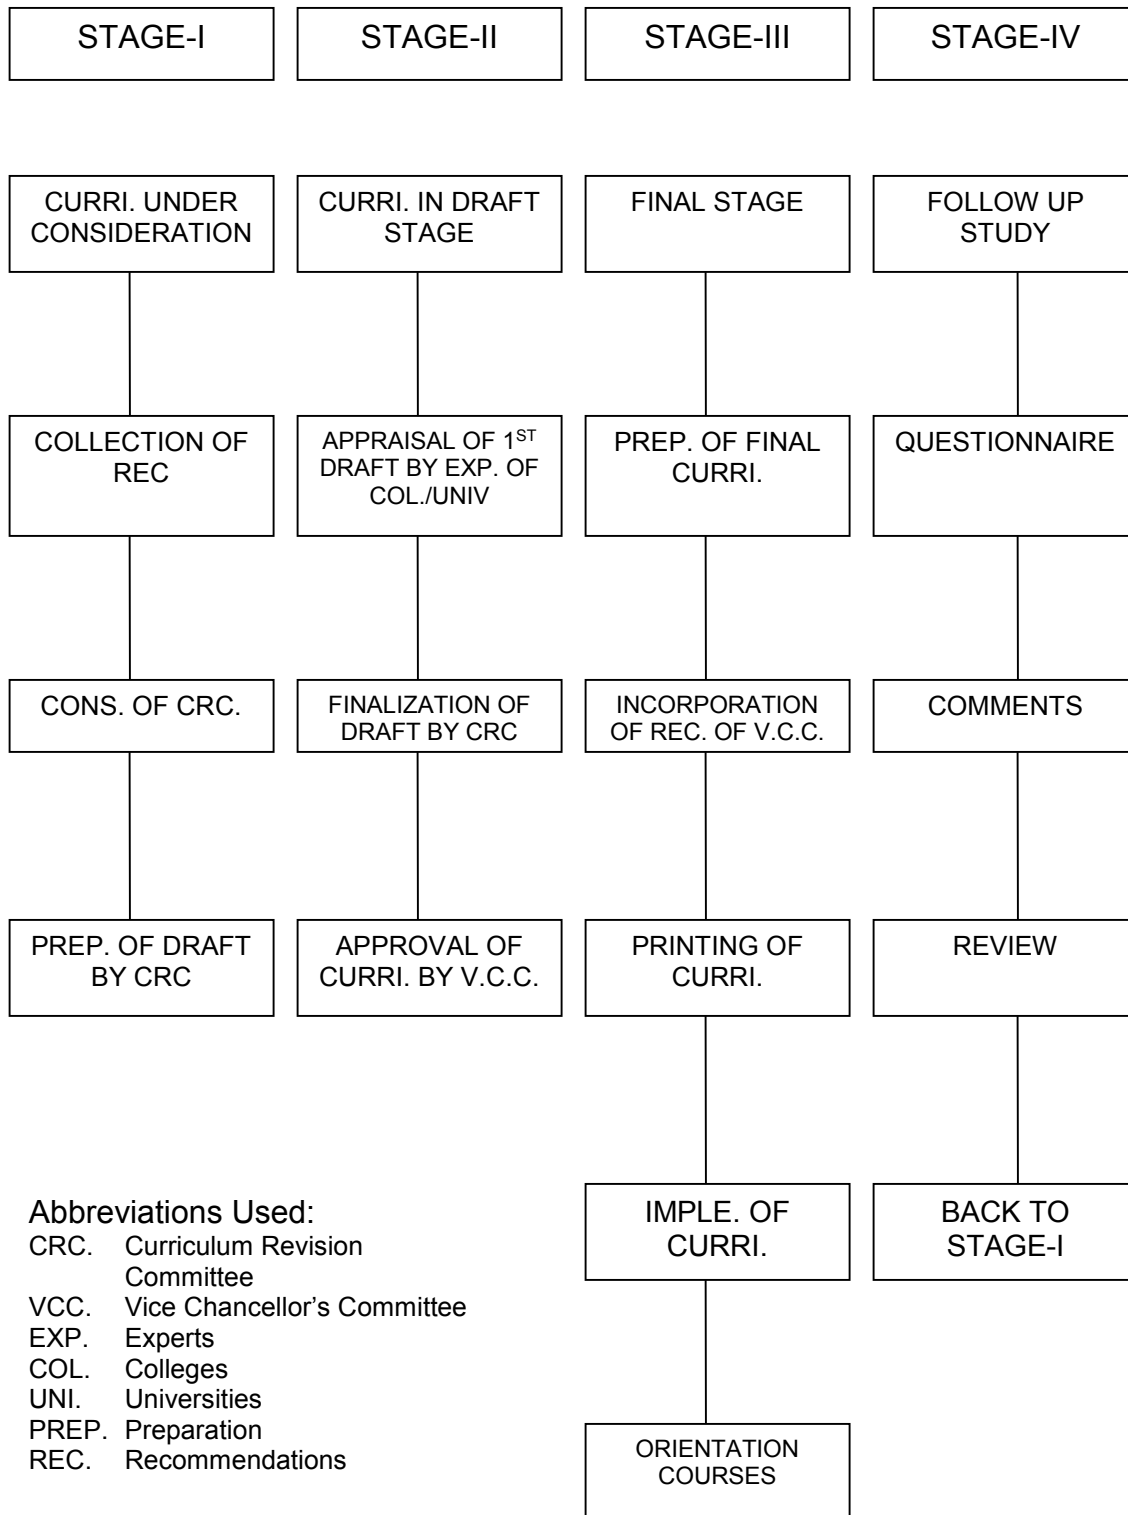 STAGE-I
STAGE-II
STAGE-III
STAGE-IV
CURRI. UNDER
CONSIDERATION
CURRI. IN DRAFT
STAGE
FINAL STAGE
FOLLOW UP
STUDY
COLLECTION OF
REC
APPRAISAL OF 1ST
DRAFT BY EXP. OF
COL./UNIV
PREP. OF FINAL
CURRI.
QUESTIONNAIRE
CONS. OF CRC.
FINALIZATION OF
DRAFT BY CRC
INCORPORATION
OF REC. OF V.C.C.
COMMENTS
PREP. OF DRAFT
BY CRC
APPROVAL OF
CURRI. BY V.C.C.
PRINTING OF
CURRI.
REVIEW
IMPLE. OF
CURRI.
BACK TO
STAGE-I
ORIENTATION
COURSES
Abbreviations Used:
CRC. Curriculum Revision
Committee
VCC. Vice Chancellor’s Committee
EXP. Experts
COL. Colleges
UNI. Universities
PREP. Preparation
REC. Recommendations